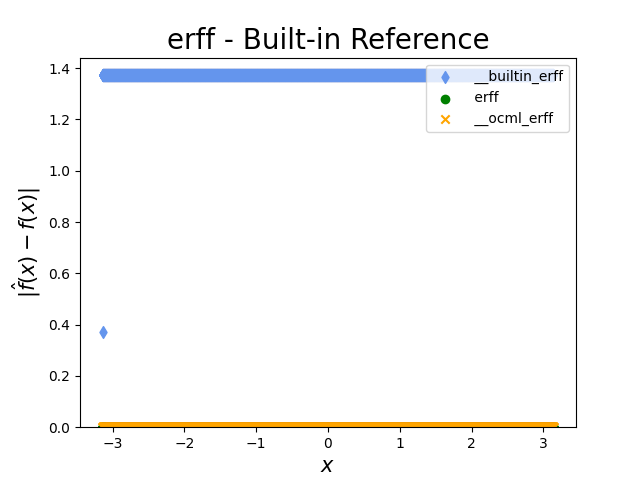 erff - Built-in Reference
1.4
1.2
1.0
0.8
0.6
0.4
0.2
0.0
|f̂(x) − f(x)|
__builtin_erff
erff
__ocml_erff
−3 −2 −1 0 1 2 3
x